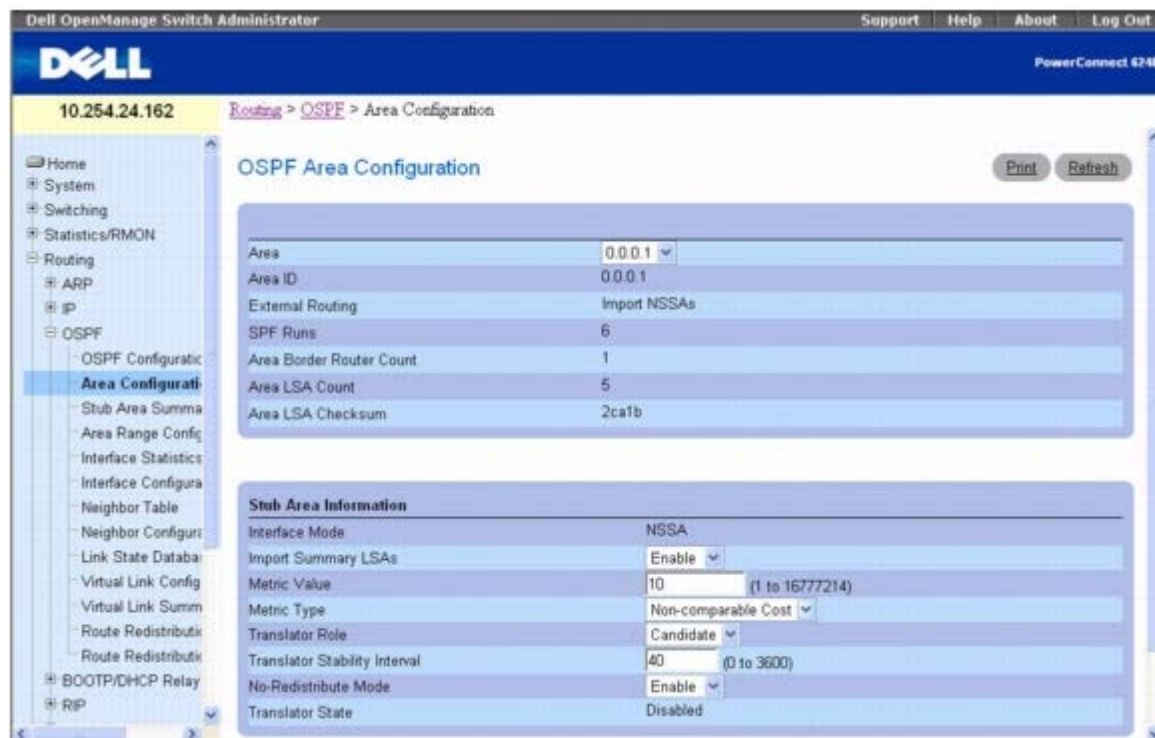 Dell OpenManage Switch Administrator
Support Help About Log Out
DELL
PowerConnect 6248
10.254.24.162
Routing > OSPF > Area Configuration
Home
System
Switching
Statistics/RMON
Routing
ARP
IP
OSPF
OSPF Configuratic
Area Configurati
Stub Area Summa
Area Range Config
Interface Statistics
Interface Configura
Neighbor Table
Neighbor Configura
Link State Databa
Virtual Link Config
Virtual Link Summ
Route Redistributi
Route Redistributi
BOOTP/DHCP Relay
RIP
OSPF Area Configuration
Print Refresh
Area 0.0.0.1
Area ID 0.0.0.1
External Routing Import NSSAs
SPF Runs 6
Area Border Router Count 1
Area LSA Count 5
Area LSA Checksum 2ca1b
Stub Area Information
Interface Mode NSSA
Import Summary LSAs Enable
Metric Value 10 (1 to 16777214)
Metric Type Non-comparable Cost
Translator Role Candidate
Translator Stability Interval 40 (0 to 3600)
No-Redistribute Mode Enable
Translator State Disabled